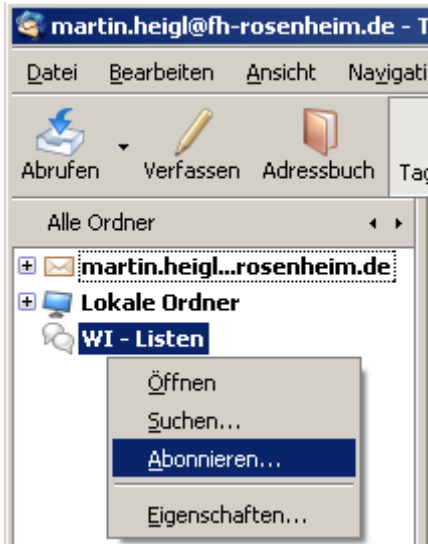 martin.heigl@fh-rosenheim.de - T
Datei Bearbeiten Ansicht Navigati
Abrufen Verfassen Adressbuch Tag
Alle Ordner
martin.heigl...rosenheim.de
Lokale Ordner
WI - Listen
Öffnen
Suchen...
Abonnieren...
Eigenschaften...